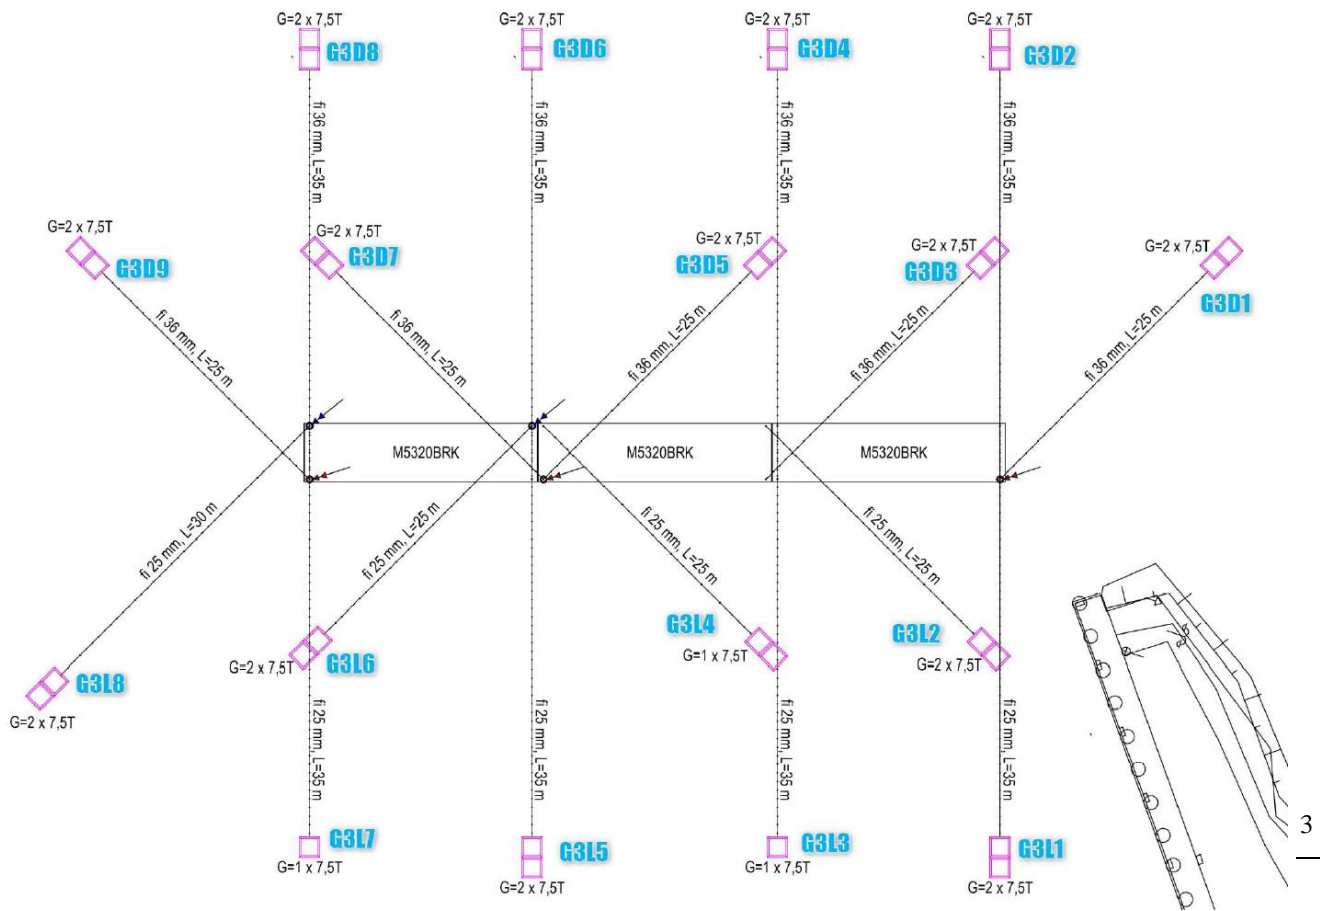 G=2 x 7,5T
G=2 x 7,5T
G=2 x 7,5T
G=2 x 7,5T
G3D8
G3D6
G3D4
G3D2
fi 36 mm, L=35 m
fi 36 mm, L=35 m
fi 36 mm, L=35 m
fi 36 mm, L=35 m
G=2 x 7,5T
G=2 x 7,5T
G=2 x 7,5T
G=2 x 7,5T
G=2 x 7,5T
G3D9
G3D7
G3D5
G3D3
G3D1
fi 36 mm, L=25 m
fi 36 mm, L=25 m
fi 36 mm, L=25 m
fi 36 mm, L=25 m
fi 36 mm, L=25 m
M5320BRK
M5320BRK
M5320BRK
fi 25 mm, L=30 m
fi 25 mm, L=25 m
fi 25 mm, L=25 m
fi 25 mm, L=25 m
G3L8
G=2 x 7,5T
G3L6
G=2 x 7,5T
G3L4
G=1 x 7,5T
G3L2
G=2 x 7,5T
fi 25 mm, L=35 m
fi 25 mm, L=35 m
fi 25 mm, L=35 m
fi 25 mm, L=35 m
G3L7
G3L5
G3L3
G3L1
G=1 x 7,5T
G=2 x 7,5T
G=1 x 7,5T
G=2 x 7,5T
3